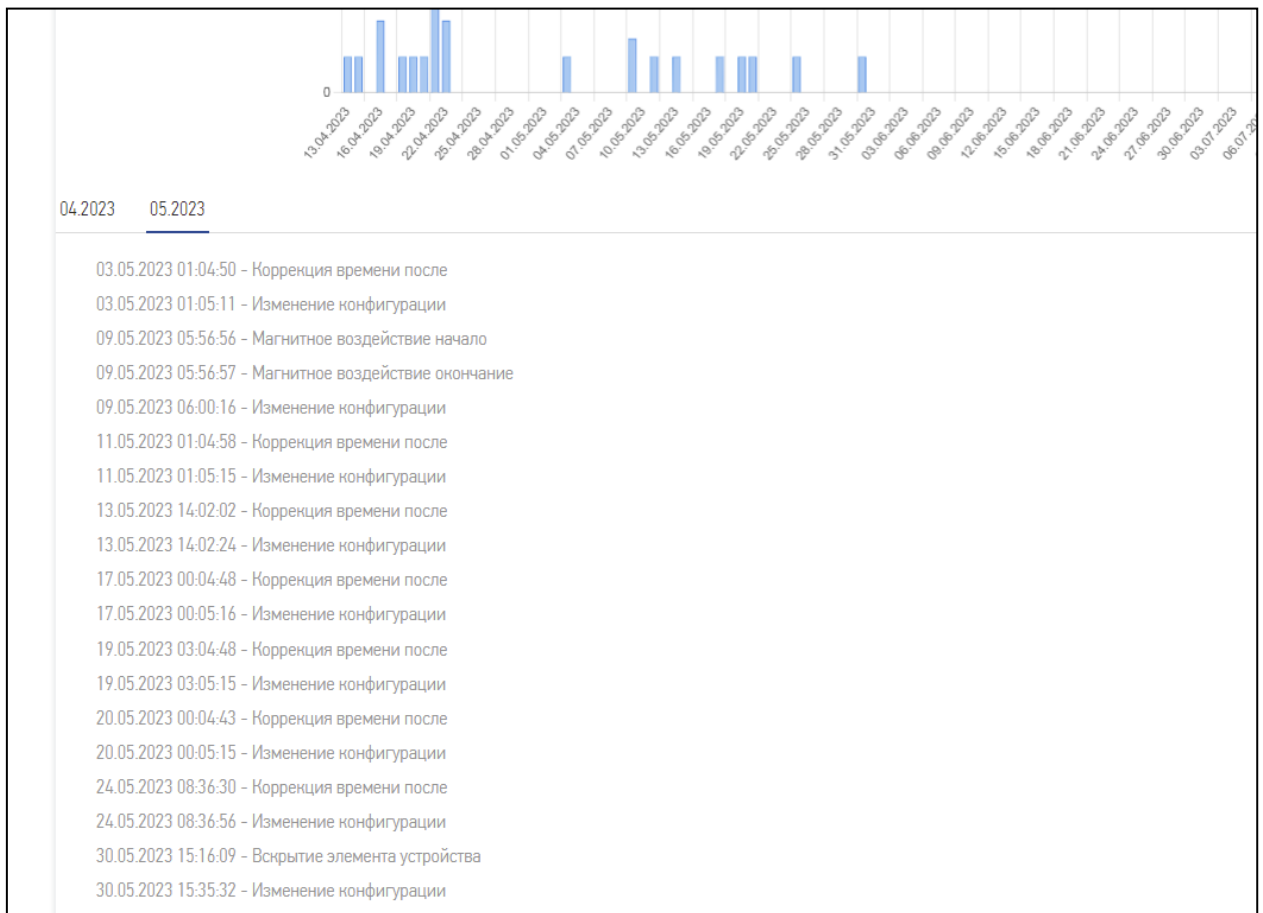 0
13.04.2023 16.04.2023 19.04.2023 22.04.2023 25.04.2023 28.04.2023 01.05.2023 04.05.2023 07.05.2023 10.05.2023 13.05.2023 16.05.2023 19.05.2023 22.05.2023 25.05.2023 28.05.2023 31.05.2023 03.06.2023 06.06.2023 09.06.2023 12.06.2023 15.06.2023 18.06.2023 21.06.2023 24.06.2023 27.06.2023 30.06.2023 03.07.2023 06.07.20
04.2023 05.2023
03.05.2023 01:04:50 - Коррекция времени после
03.05.2023 01:05:11 - Изменение конфигурации
09.05.2023 05:56:56 - Магнитное воздействие начало
09.05.2023 05:56:57 - Магнитное воздействие окончание
09.05.2023 06:00:16 - Изменение конфигурации
11.05.2023 01:04:58 - Коррекция времени после
11.05.2023 01:05:15 - Изменение конфигурации
13.05.2023 14:02:02 - Коррекция времени после
13.05.2023 14:02:24 - Изменение конфигурации
17.05.2023 00:04:48 - Коррекция времени после
17.05.2023 00:05:16 - Изменение конфигурации
19.05.2023 03:04:48 - Коррекция времени после
19.05.2023 03:05:15 - Изменение конфигурации
20.05.2023 00:04:43 - Коррекция времени после
20.05.2023 00:05:15 - Изменение конфигурации
24.05.2023 08:36:30 - Коррекция времени после
24.05.2023 08:36:56 - Изменение конфигурации
30.05.2023 15:16:09 - Вскрытие элемента устройства
30.05.2023 15:35:32 - Изменение конфигурации